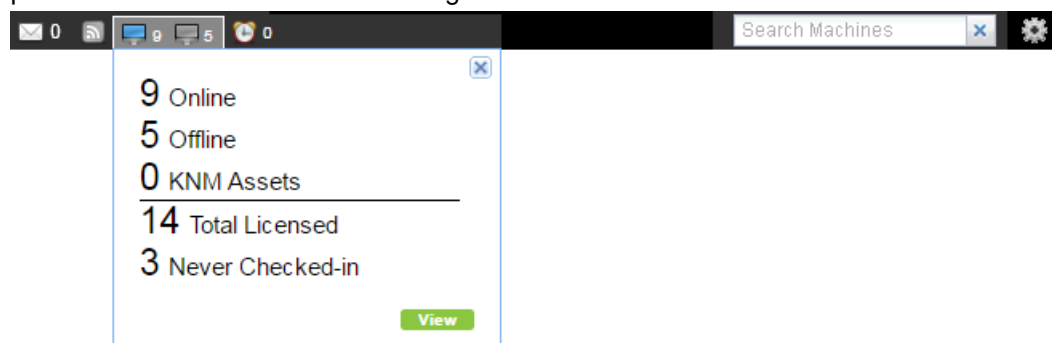 0 9 5 0 Search Machines
9 Online
5 Offline
0 KNM Assets
14 Total Licensed
3 Never Checked-in
View